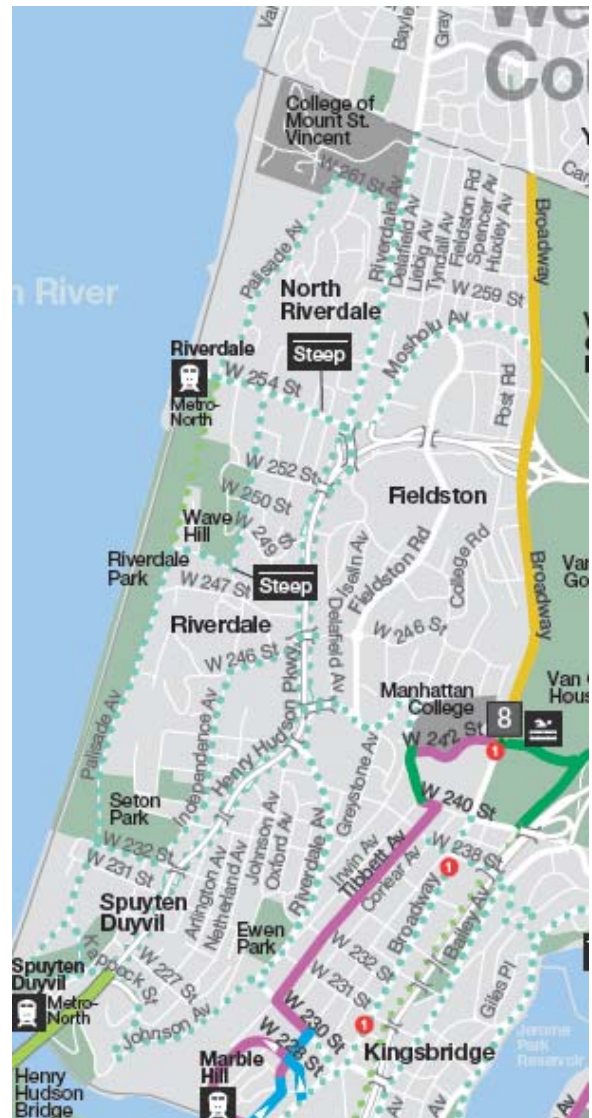 College of
Mount St.
Vincent
W 261 St
Riverdale Av
Delafield Av
Liebig Av
Tyndall Av
Fieldston Rd
Spencer Av
Huxley Av
Broadway
Palisade Av
North
Riverdale
W 259 St
Mosholu Av
Riverdale
Metro-
North
Steep
W 254 St
Post Rd
W 252 St
W 250 St
W 249 St
Fieldston
Wave
Hill
Riverdale
Park
W 247 St
Steep
Iselin Av
Fieldston Rd
College Rd
Delafield Av
Broadway
Riverdale
W 246 St
W 246 St
Henry Hudson Pkwy
Manhattan
College
8
W 242 St
1
Palisade Av
Independence Av
Greystone Av
W 240 St
Seton
Park
W 232 St
W 231 St
Arlington Av
Netherland Av
Johnson Av
Oxford Av
Riverdale Av
Irwin Av
Tibbett Av
Corlear Av
Broadway
W 238 St
1
Bailey Av
Spuyten
Duyvil
Ewen
Park
W 232 St
W 231 St
Giles Pl
Kappock St
W 227 St
Spuyten
Duyvil
Metro-
North
Johnson Av
W 230 St
1
W 228 St
Kingsbridge
Jerome
Park
Reservoir
Marble
Hill
Henry
Hudson
Bridge